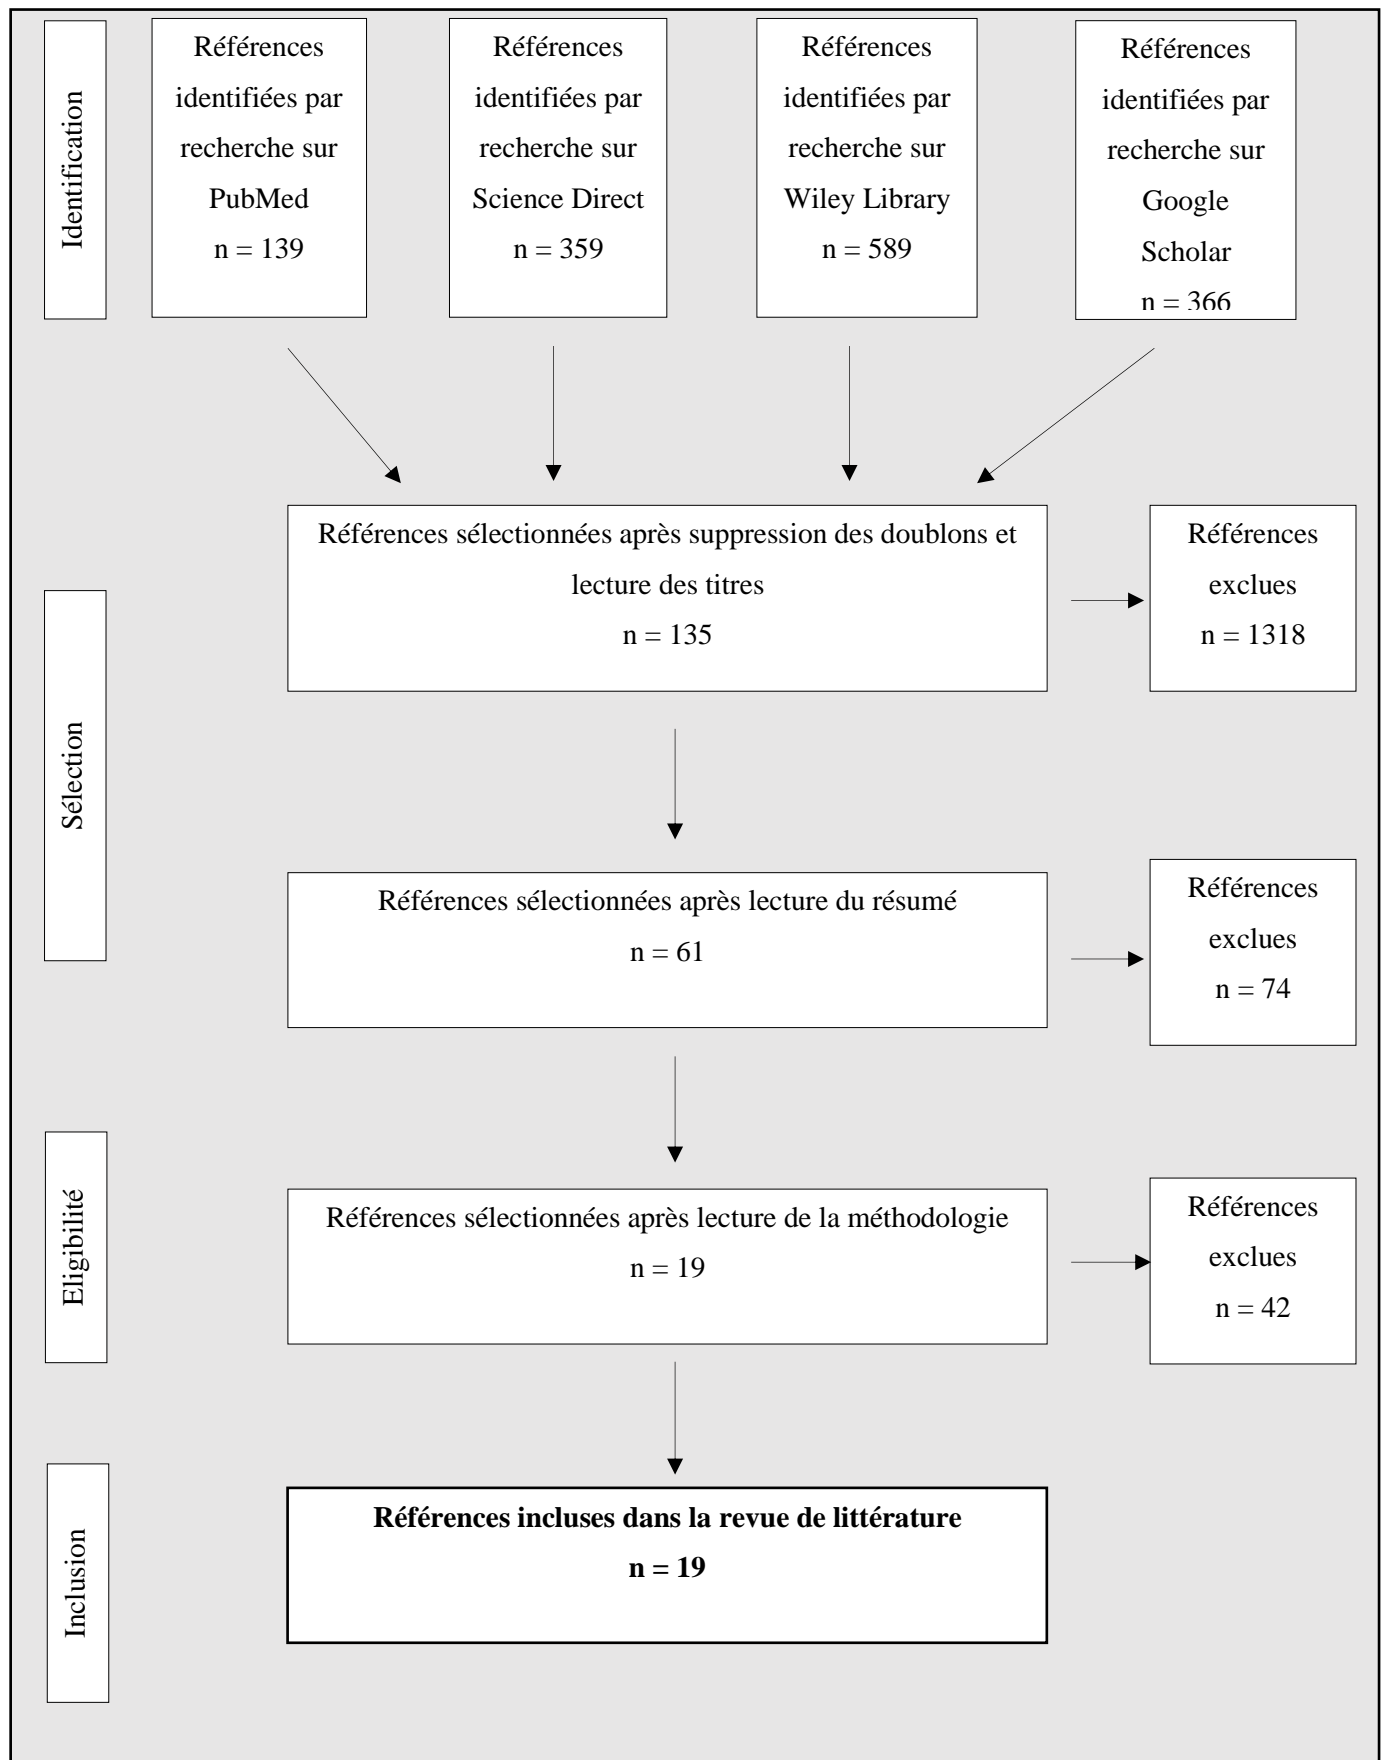 Identification
Références
identifiées par
recherche sur
PubMed
n = 139
Références
identifiées par
recherche sur
Science Direct
n = 359
Références
identifiées par
recherche sur
Wiley Library
n = 589
Références
identifiées par
recherche sur
Google
Scholar
n = 366
Sélection
Références sélectionnées après suppression des doublons et
lecture des titres
n = 135
Références
exclues
n = 1318
Références sélectionnées après lecture du résumé
n = 61
Références
exclues
n = 74
Eligibilité
Références sélectionnées après lecture de la méthodologie
n = 19
Références
exclues
n = 42
Inclusion
Références incluses dans la revue de littérature
n = 19